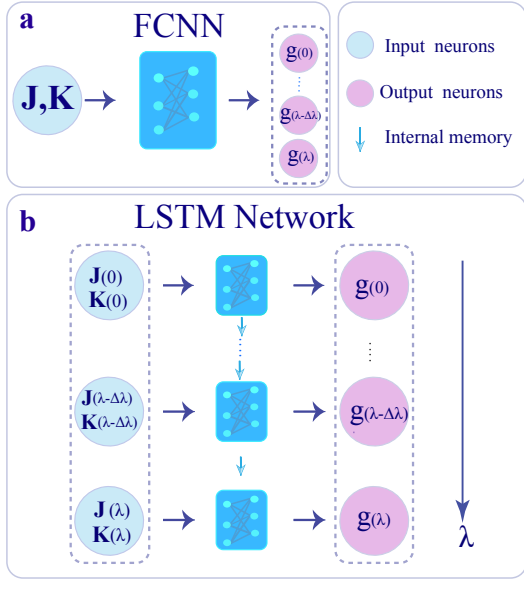 a
FCNN
J,K
g(0)
g(λ-Δλ)
g(λ)
Input neurons
Output neurons
Internal memory
b
LSTM Network
J(0)
K(0)
g(0)
J(λ-Δλ)
K(λ-Δλ)
g(λ-Δλ)
J(λ)
K(λ)
g(λ)
λ